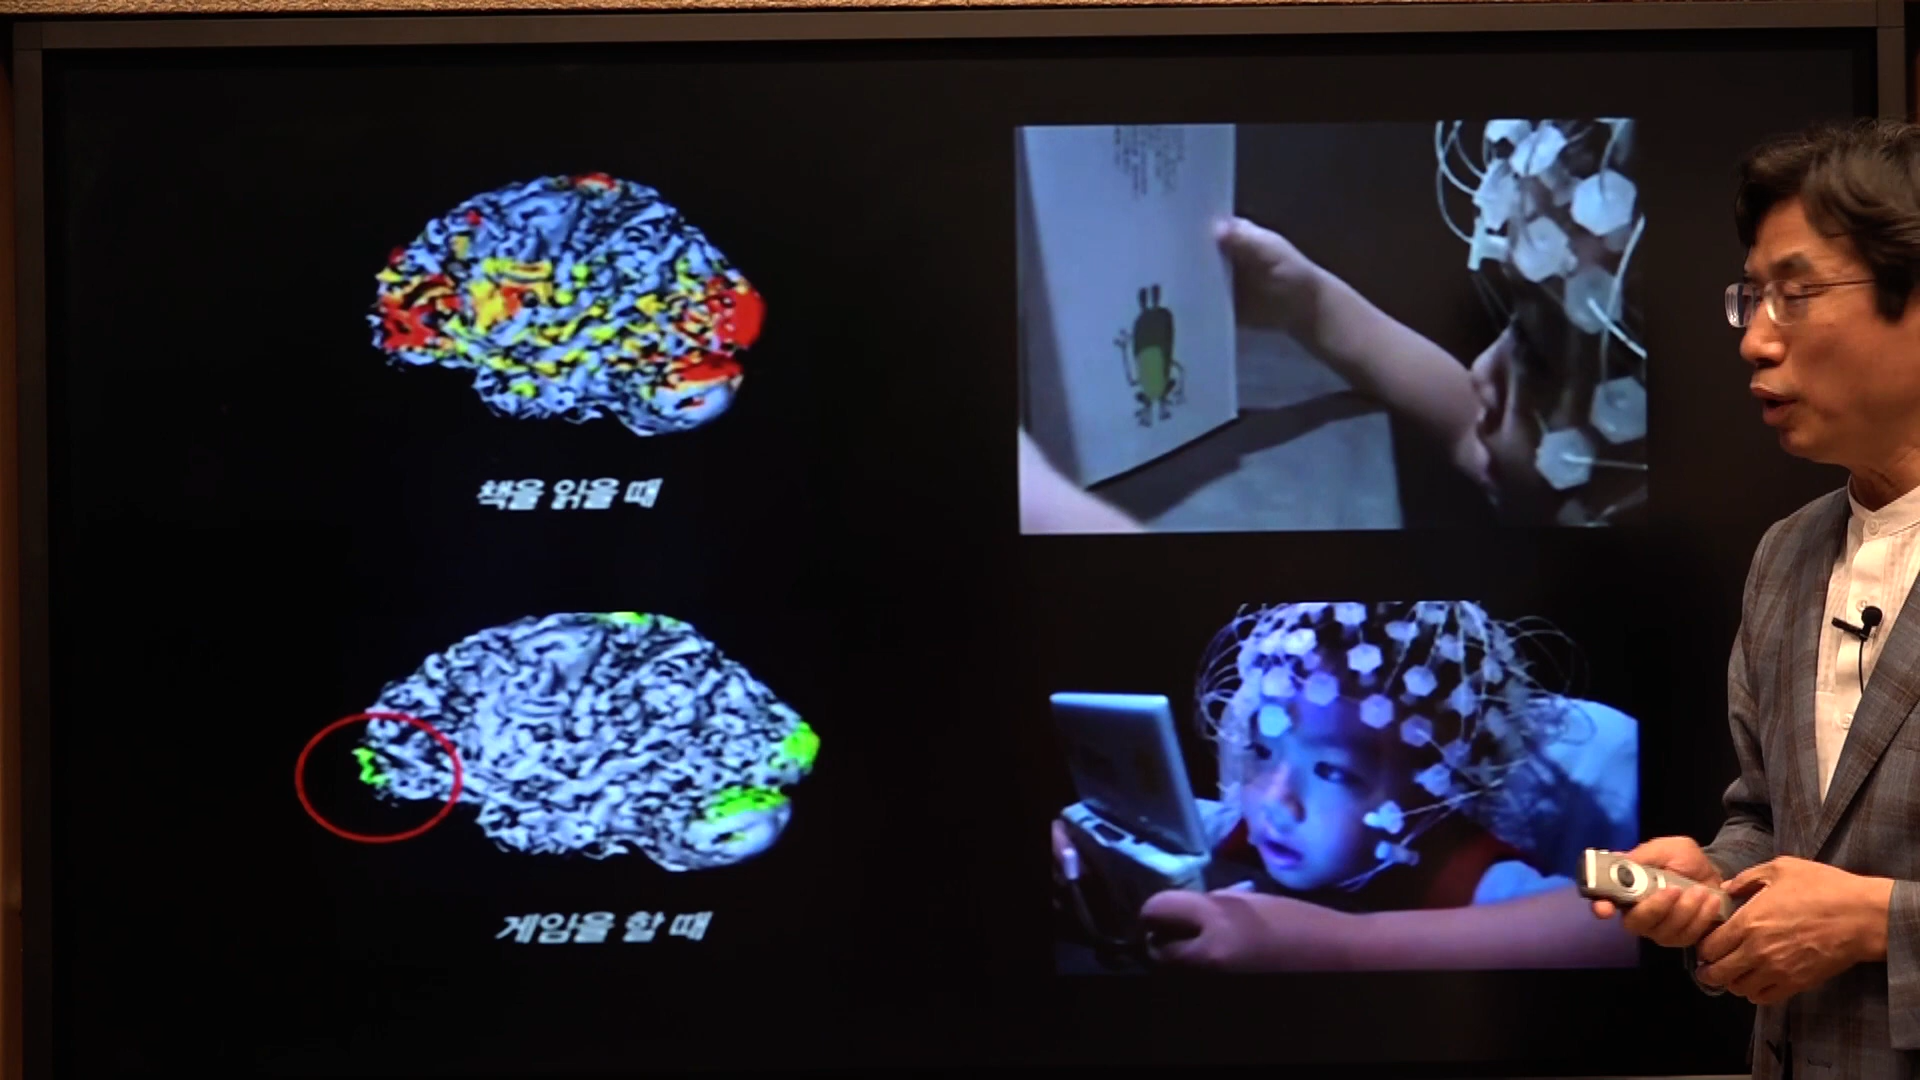 책을 읽을 때
게임을 할 때